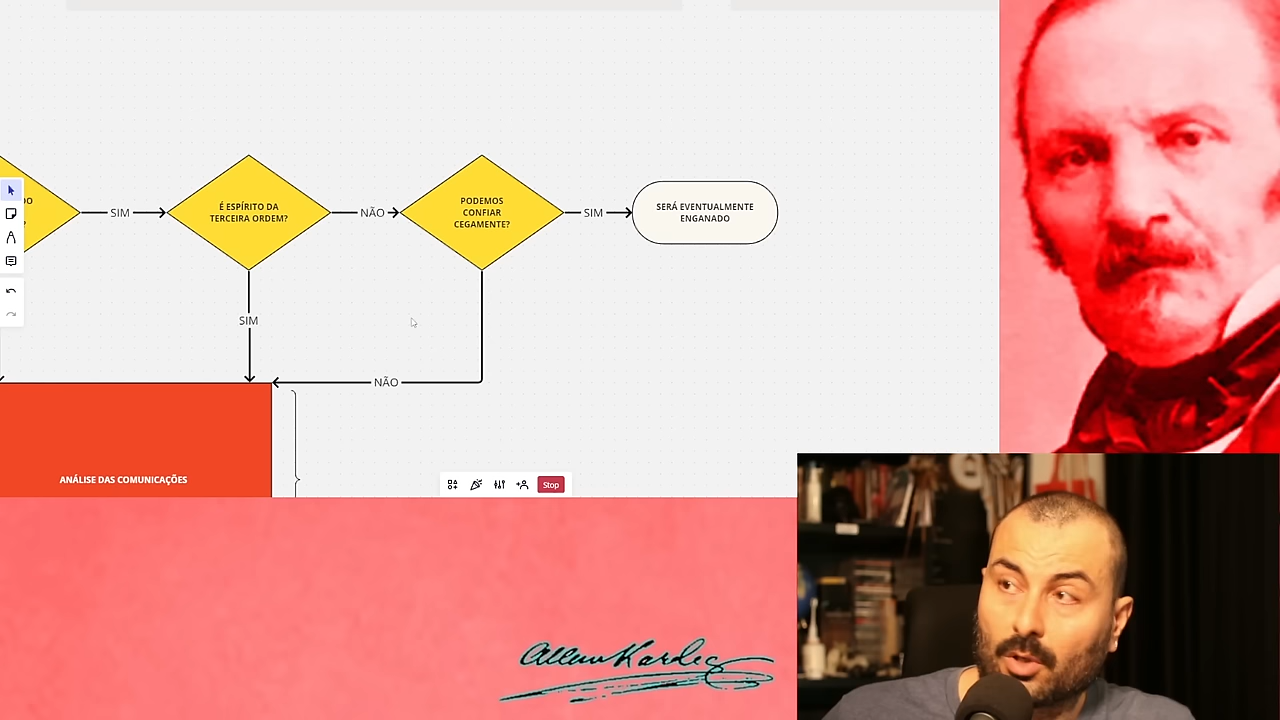 DO
?
SIM
É ESPÍRITO DA
TERCEIRA ORDEM?
NÃO
PODEMOS
CONFIAR
CEGAMENTE?
SIM
SERÁ EVENTUALMENTE
ENGANADO
SIM
NÃO
ANÁLISE DAS COMUNICAÇÕES
Stop
Allan Kardec